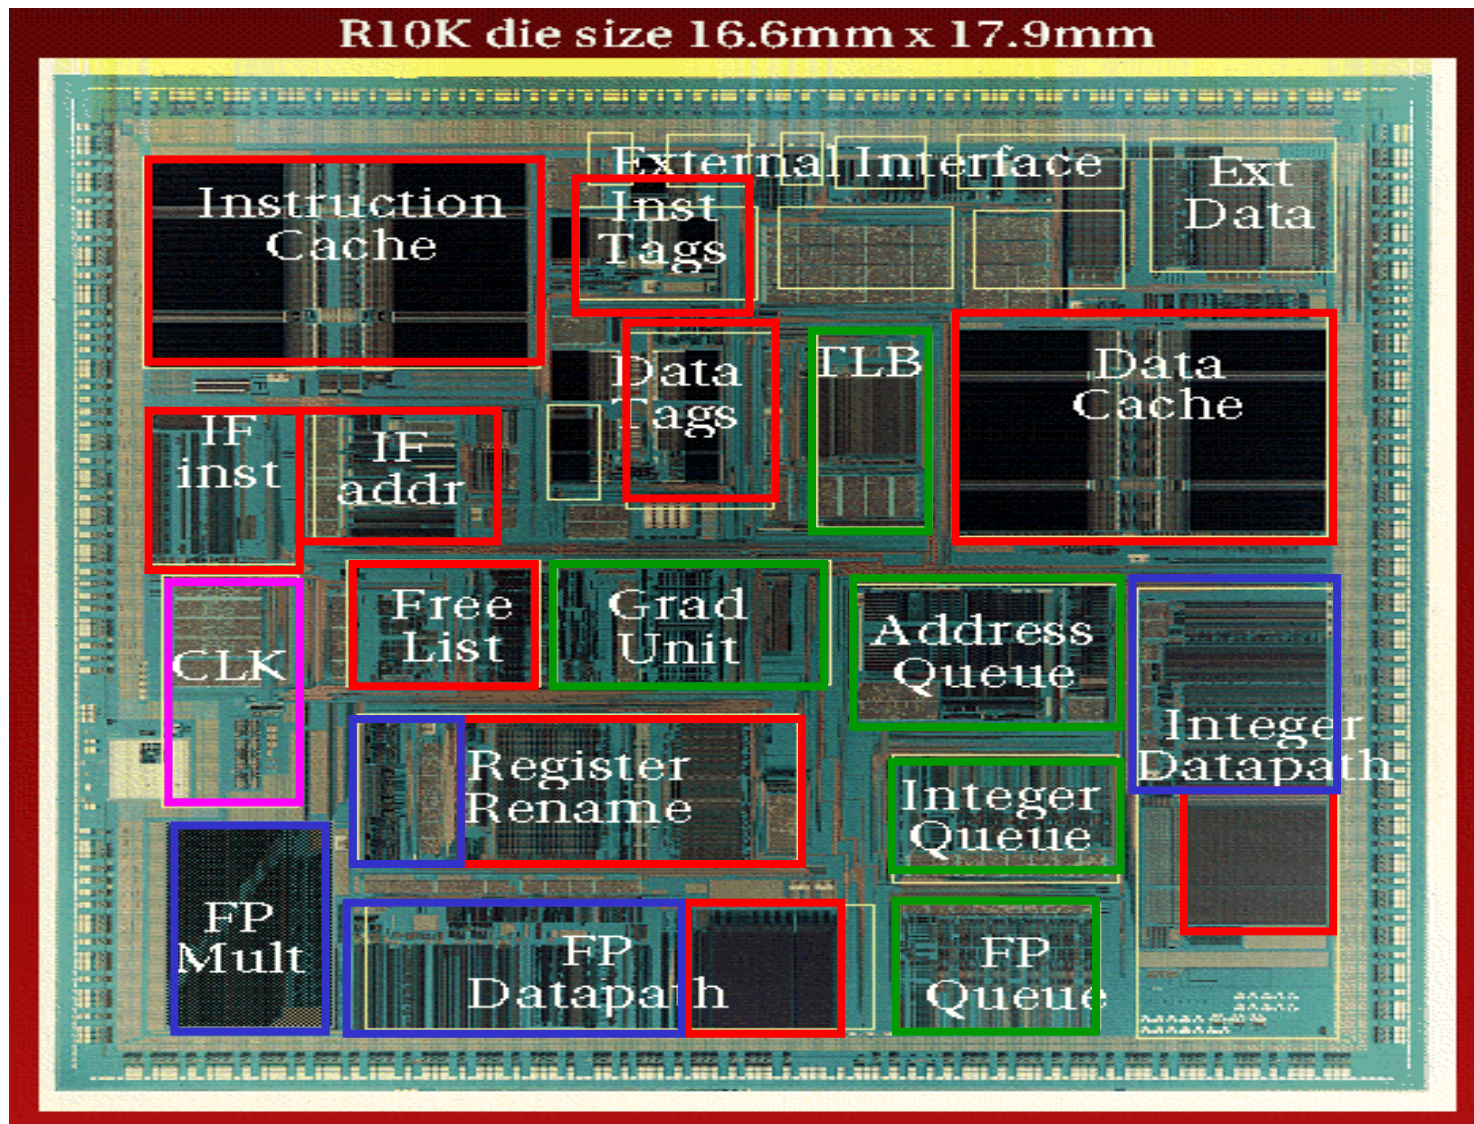 R10K die size 16.6mm x 17.9mm
External Interface
Instruction
Cache
Inst
Tags
Ext
Data
Data
Tags
TLB
Data
Cache
IF
inst
IF
addr
CLK
Free
List
Grad
Unit
Address
Queue
Integer
Datapath
Register
Rename
Integer
Queue
FP
Mult
FP
Datapath
FP
Queue